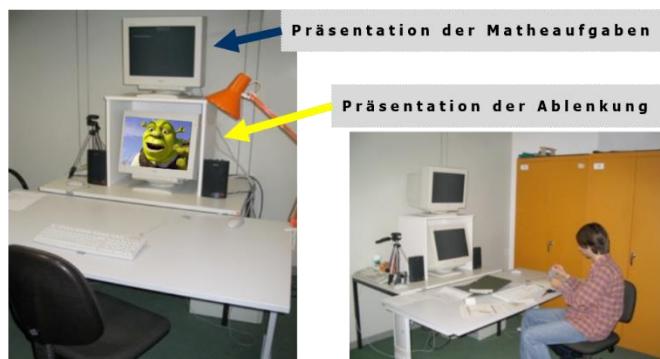 Präsentation der Matheaufgaben
Präsentation der Ablenkung